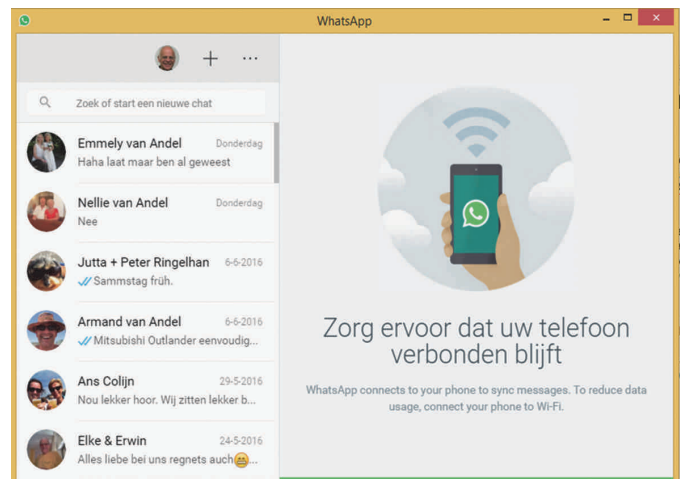 WhatsApp
Zoek of start een nieuwe chat
Emmely van Andel Donderdag
Haha laat maar ben al geweest
Nellie van Andel Donderdag
Nee
Jutta + Peter Ringelhan 6-6-2016
Sammstag früh.
Armand van Andel 6-6-2016
Mitsubishi Outlander eenvoudig...
Ans Colijn 29-5-2016
Nou lekker hoor. Wij zitten lekker b...
Elke & Erwin 24-5-2016
Alles liebe bei uns regnets auch😬...
Zorg ervoor dat uw telefoon
verbonden blijft
WhatsApp connects to your phone to sync messages. To reduce data
usage, connect your phone to Wi-Fi.